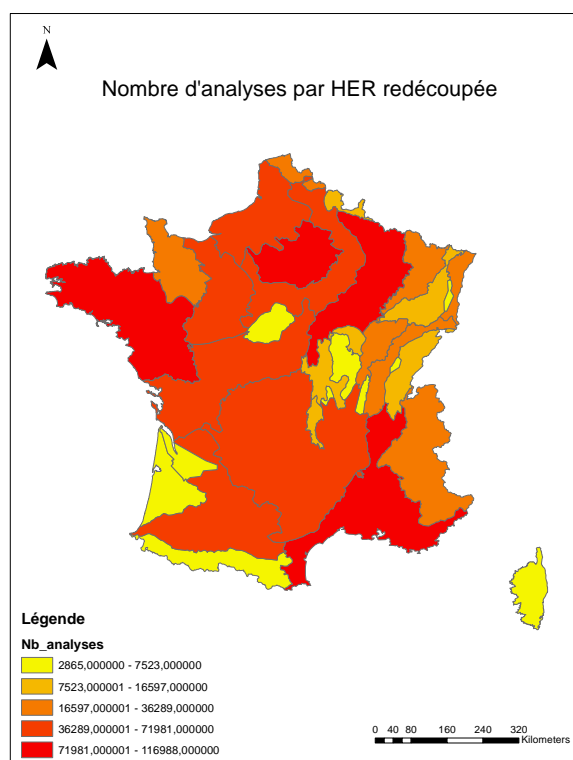 N
Nombre d'analyses par HER redécoupée
Légende
Nb_analyses
2865,000000 - 7523,000000
7523,000001 - 16597,000000
16597,000001 - 36289,000000
36289,000001 - 71981,000000
71981,000001 - 116988,000000
0 40 80 160 240 320
Kilometers